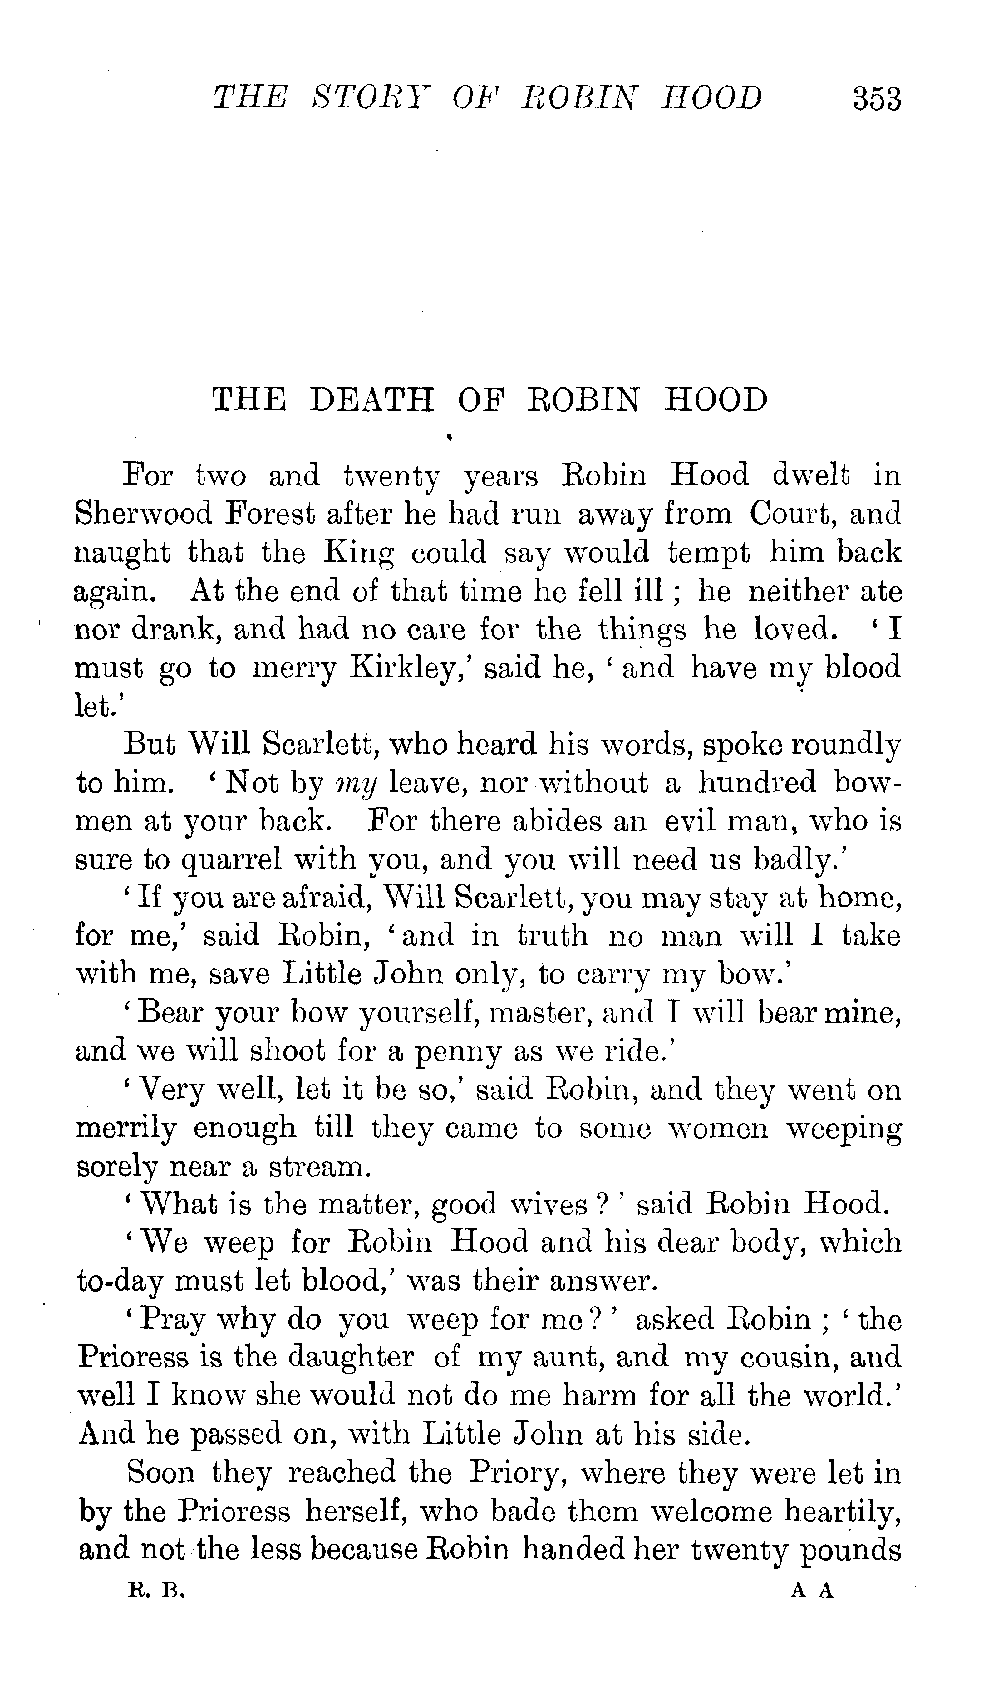 THE STORY OF ROBIN HOOD 353
THE DEATH OF ROBIN HOOD
For two and twenty years Robin Hood dwelt in
Sherwood Forest after he had run away from Court, and
naught that the King could say would tempt him back
again. At the end of that time he fell ill ; he neither ate
nor drank, and had no care for the things he loved. ‘ I
must go to merry Kirkley,’ said he, ‘ and have my blood
let.’
But Will Scarlett, who heard his words, spoke roundly
to him. ‘ Not by my leave, nor without a hundred bow-
men at your back. For there abides an evil man, who is
sure to quarrel with you, and you will need us badly.’
‘ If you are afraid, Will Scarlett, you may stay at home,
for me,’ said Robin, ‘ and in truth no man will I take
with me, save Little John only, to carry my bow.’
‘ Bear your bow yourself, master, and I will bear mine,
and we will shoot for a penny as we ride.’
‘ Very well, let it be so,’ said Robin, and they went on
merrily enough till they came to some women weeping
sorely near a stream.
‘ What is the matter, good wives ? ’ said Robin Hood.
‘ We weep for Robin Hood and his dear body, which
to-day must let blood,’ was their answer.
‘ Pray why do you weep for me ? ’ asked Robin ; ‘ the
Prioress is the daughter of my aunt, and my cousin, and
well I know she would not do me harm for all the world.’
And he passed on, with Little John at his side.
Soon they reached the Priory, where they were let in
by the Prioress herself, who bade them welcome heartily,
and not the less because Robin handed her twenty pounds
R. B. A A